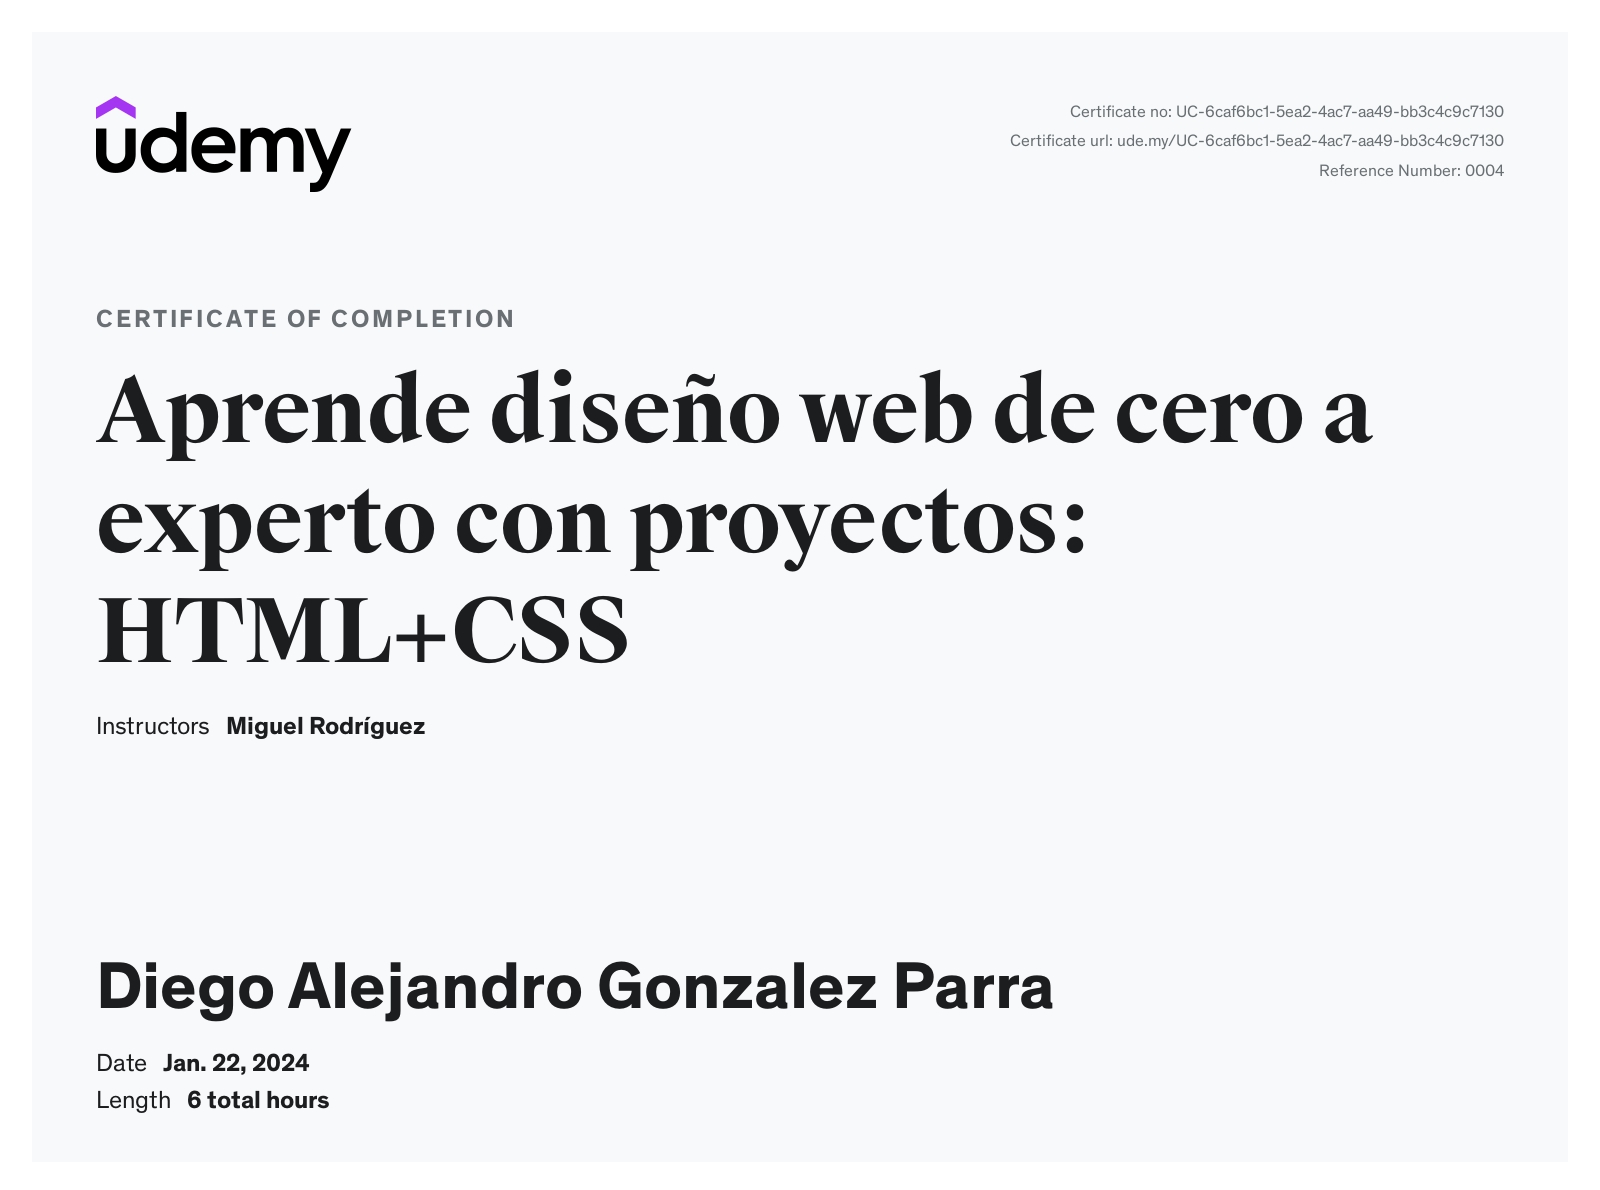 udemy
Certificate no: UC-6caf6bc1-5ea2-4ac7-aa49-bb3c4c9c7130
Certificate url: ude.my/UC-6caf6bc1-5ea2-4ac7-aa49-bb3c4c9c7130
Reference Number: 0004
CERTIFICATE OF COMPLETION
Aprende diseño web de cero a
experto con proyectos:
HTML+CSS
Instructors Miguel Rodríguez
Diego Alejandro Gonzalez Parra
Date Jan. 22, 2024
Length 6 total hours